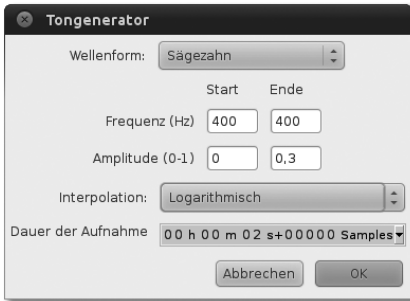 Tongenerator
Wellenform: Sägezahn
Start Ende
Frequenz (Hz) 400 400
Amplitude (0-1) 0 0,3
Interpolation: Logarithmisch
Dauer der Aufnahme 00 h 00 m 02 s+00000 Samples
Abbrechen OK